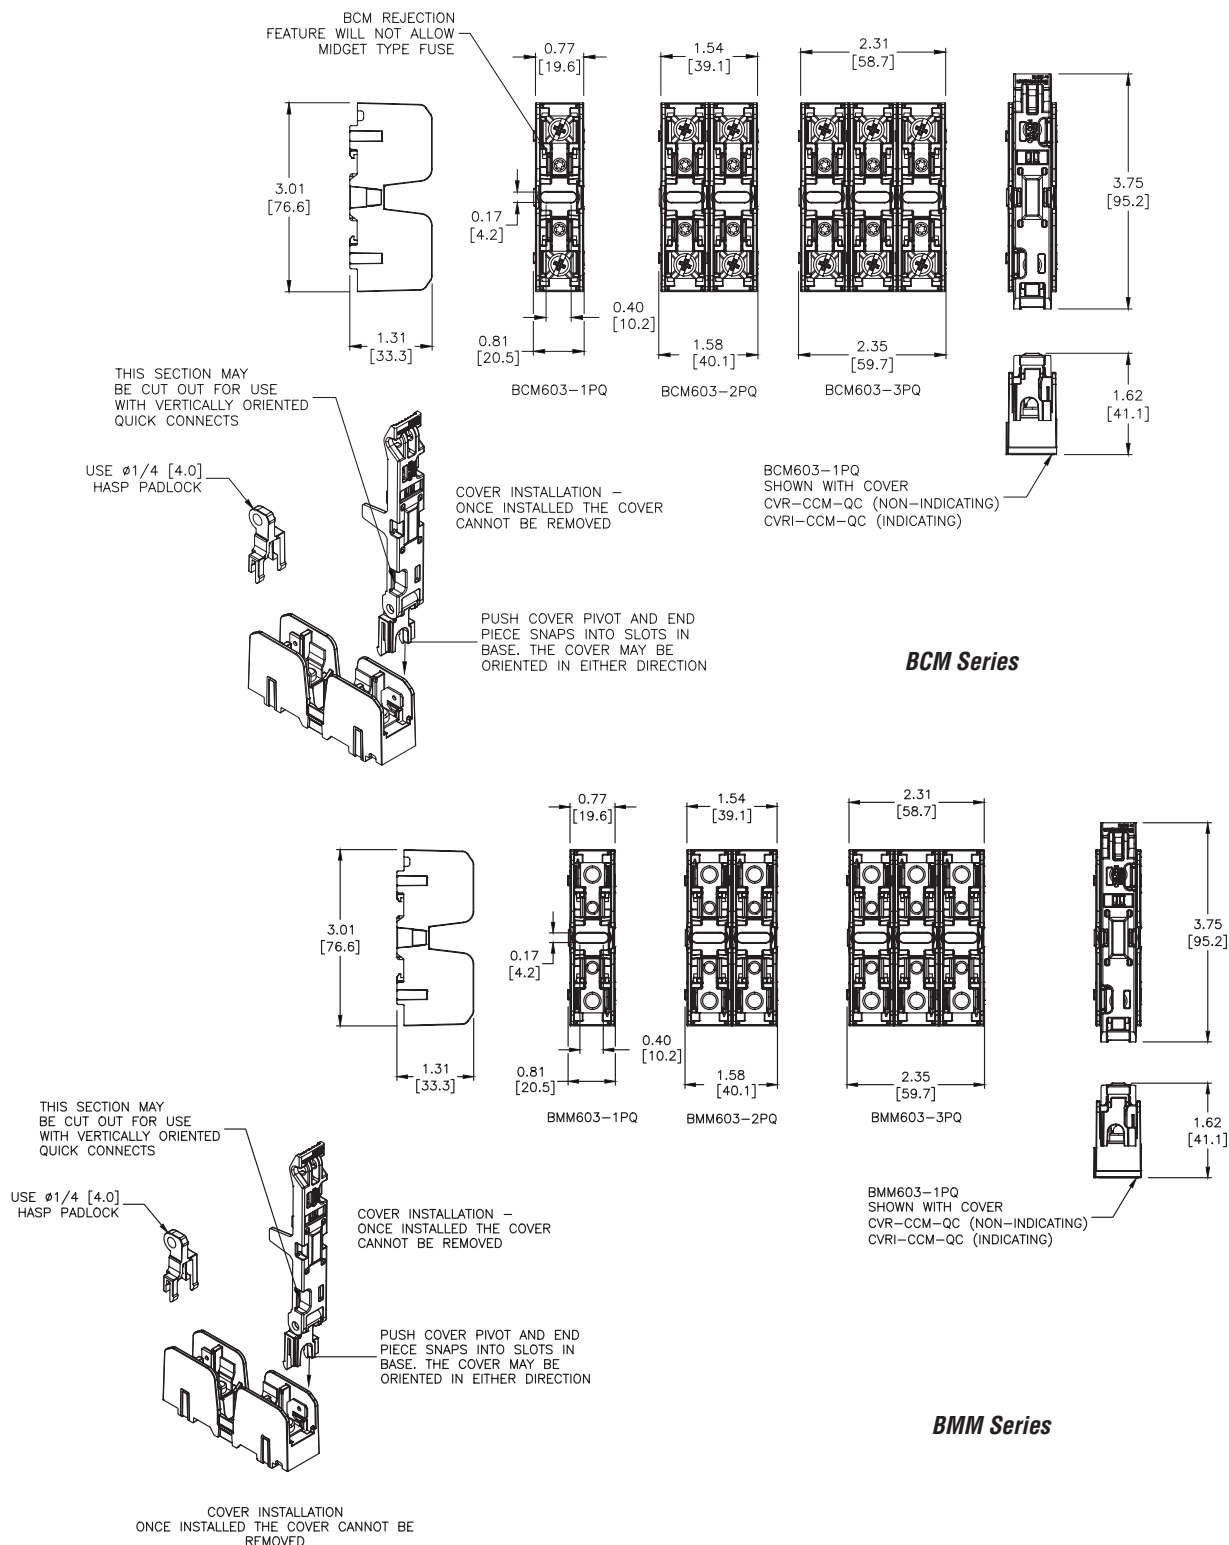 BCM REJECTION
FEATURE WILL NOT ALLOW
MIDGET TYPE FUSE
0.77
[19.6]
1.54
[39.1]
2.31
[58.7]
3.01
[76.6]
0.17
[4.2]
3.75
[95.2]
1.31
[33.3]
0.40
[10.2]
0.81
[20.5]
1.58
[40.1]
2.35
[59.7]
BCM603-1PQ
BCM603-2PQ
BCM603-3PQ
1.62
[41.1]
THIS SECTION MAY
BE CUT OUT FOR USE
WITH VERTICALLY ORIENTED
QUICK CONNECTS
USE ø1/4 [4.0]
HASP PADLOCK
COVER INSTALLATION –
ONCE INSTALLED THE COVER
CANNOT BE REMOVED
BCM603-1PQ
SHOWN WITH COVER
CVR-CCM-QC (NON-INDICATING)
CVRI-CCM-QC (INDICATING)
PUSH COVER PIVOT AND END
PIECE SNAPS INTO SLOTS IN
BASE. THE COVER MAY BE
ORIENTED IN EITHER DIRECTION
BCM Series
0.77
[19.6]
1.54
[39.1]
2.31
[58.7]
3.01
[76.6]
0.17
[4.2]
3.75
[95.2]
1.31
[33.3]
0.40
[10.2]
0.81
[20.5]
1.58
[40.1]
2.35
[59.7]
BMM603-1PQ
BMM603-2PQ
BMM603-3PQ
1.62
[41.1]
THIS SECTION MAY
BE CUT OUT FOR USE
WITH VERTICALLY ORIENTED
QUICK CONNECTS
USE ø1/4 [4.0]
HASP PADLOCK
COVER INSTALLATION –
ONCE INSTALLED THE COVER
CANNOT BE REMOVED
BMM603-1PQ
SHOWN WITH COVER
CVR-CCM-QC (NON-INDICATING)
CVRI-CCM-QC (INDICATING)
PUSH COVER PIVOT AND END
PIECE SNAPS INTO SLOTS IN
BASE. THE COVER MAY BE
ORIENTED IN EITHER DIRECTION
BMM Series
COVER INSTALLATION
ONCE INSTALLED THE COVER CANNOT BE
REMOVED